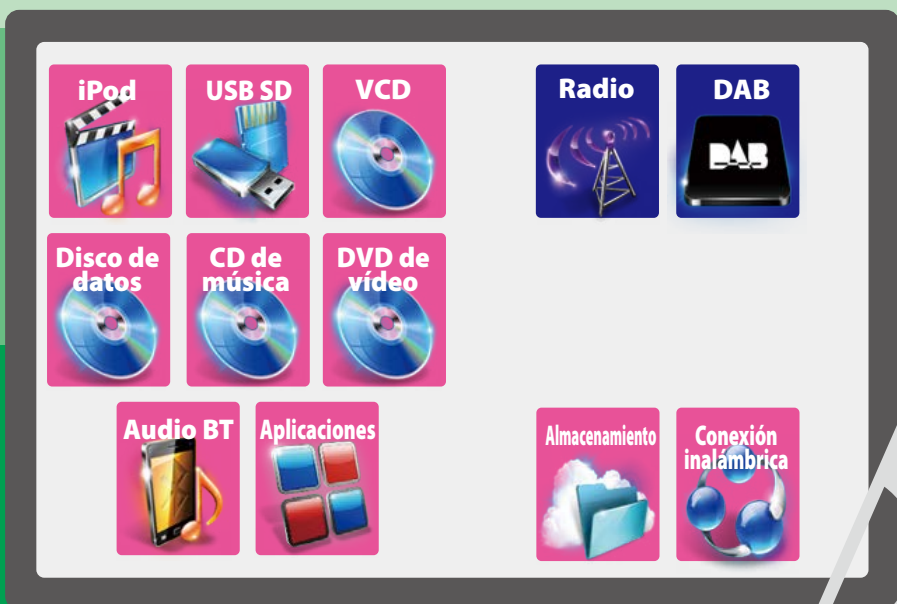 iPod
USB SD
VCD
Radio
DAB
DAB
Disco de
datos
CD de
música
DVD de
vídeo
Audio BT
Aplicaciones
Almacenamiento
Conexión
inalámbrica